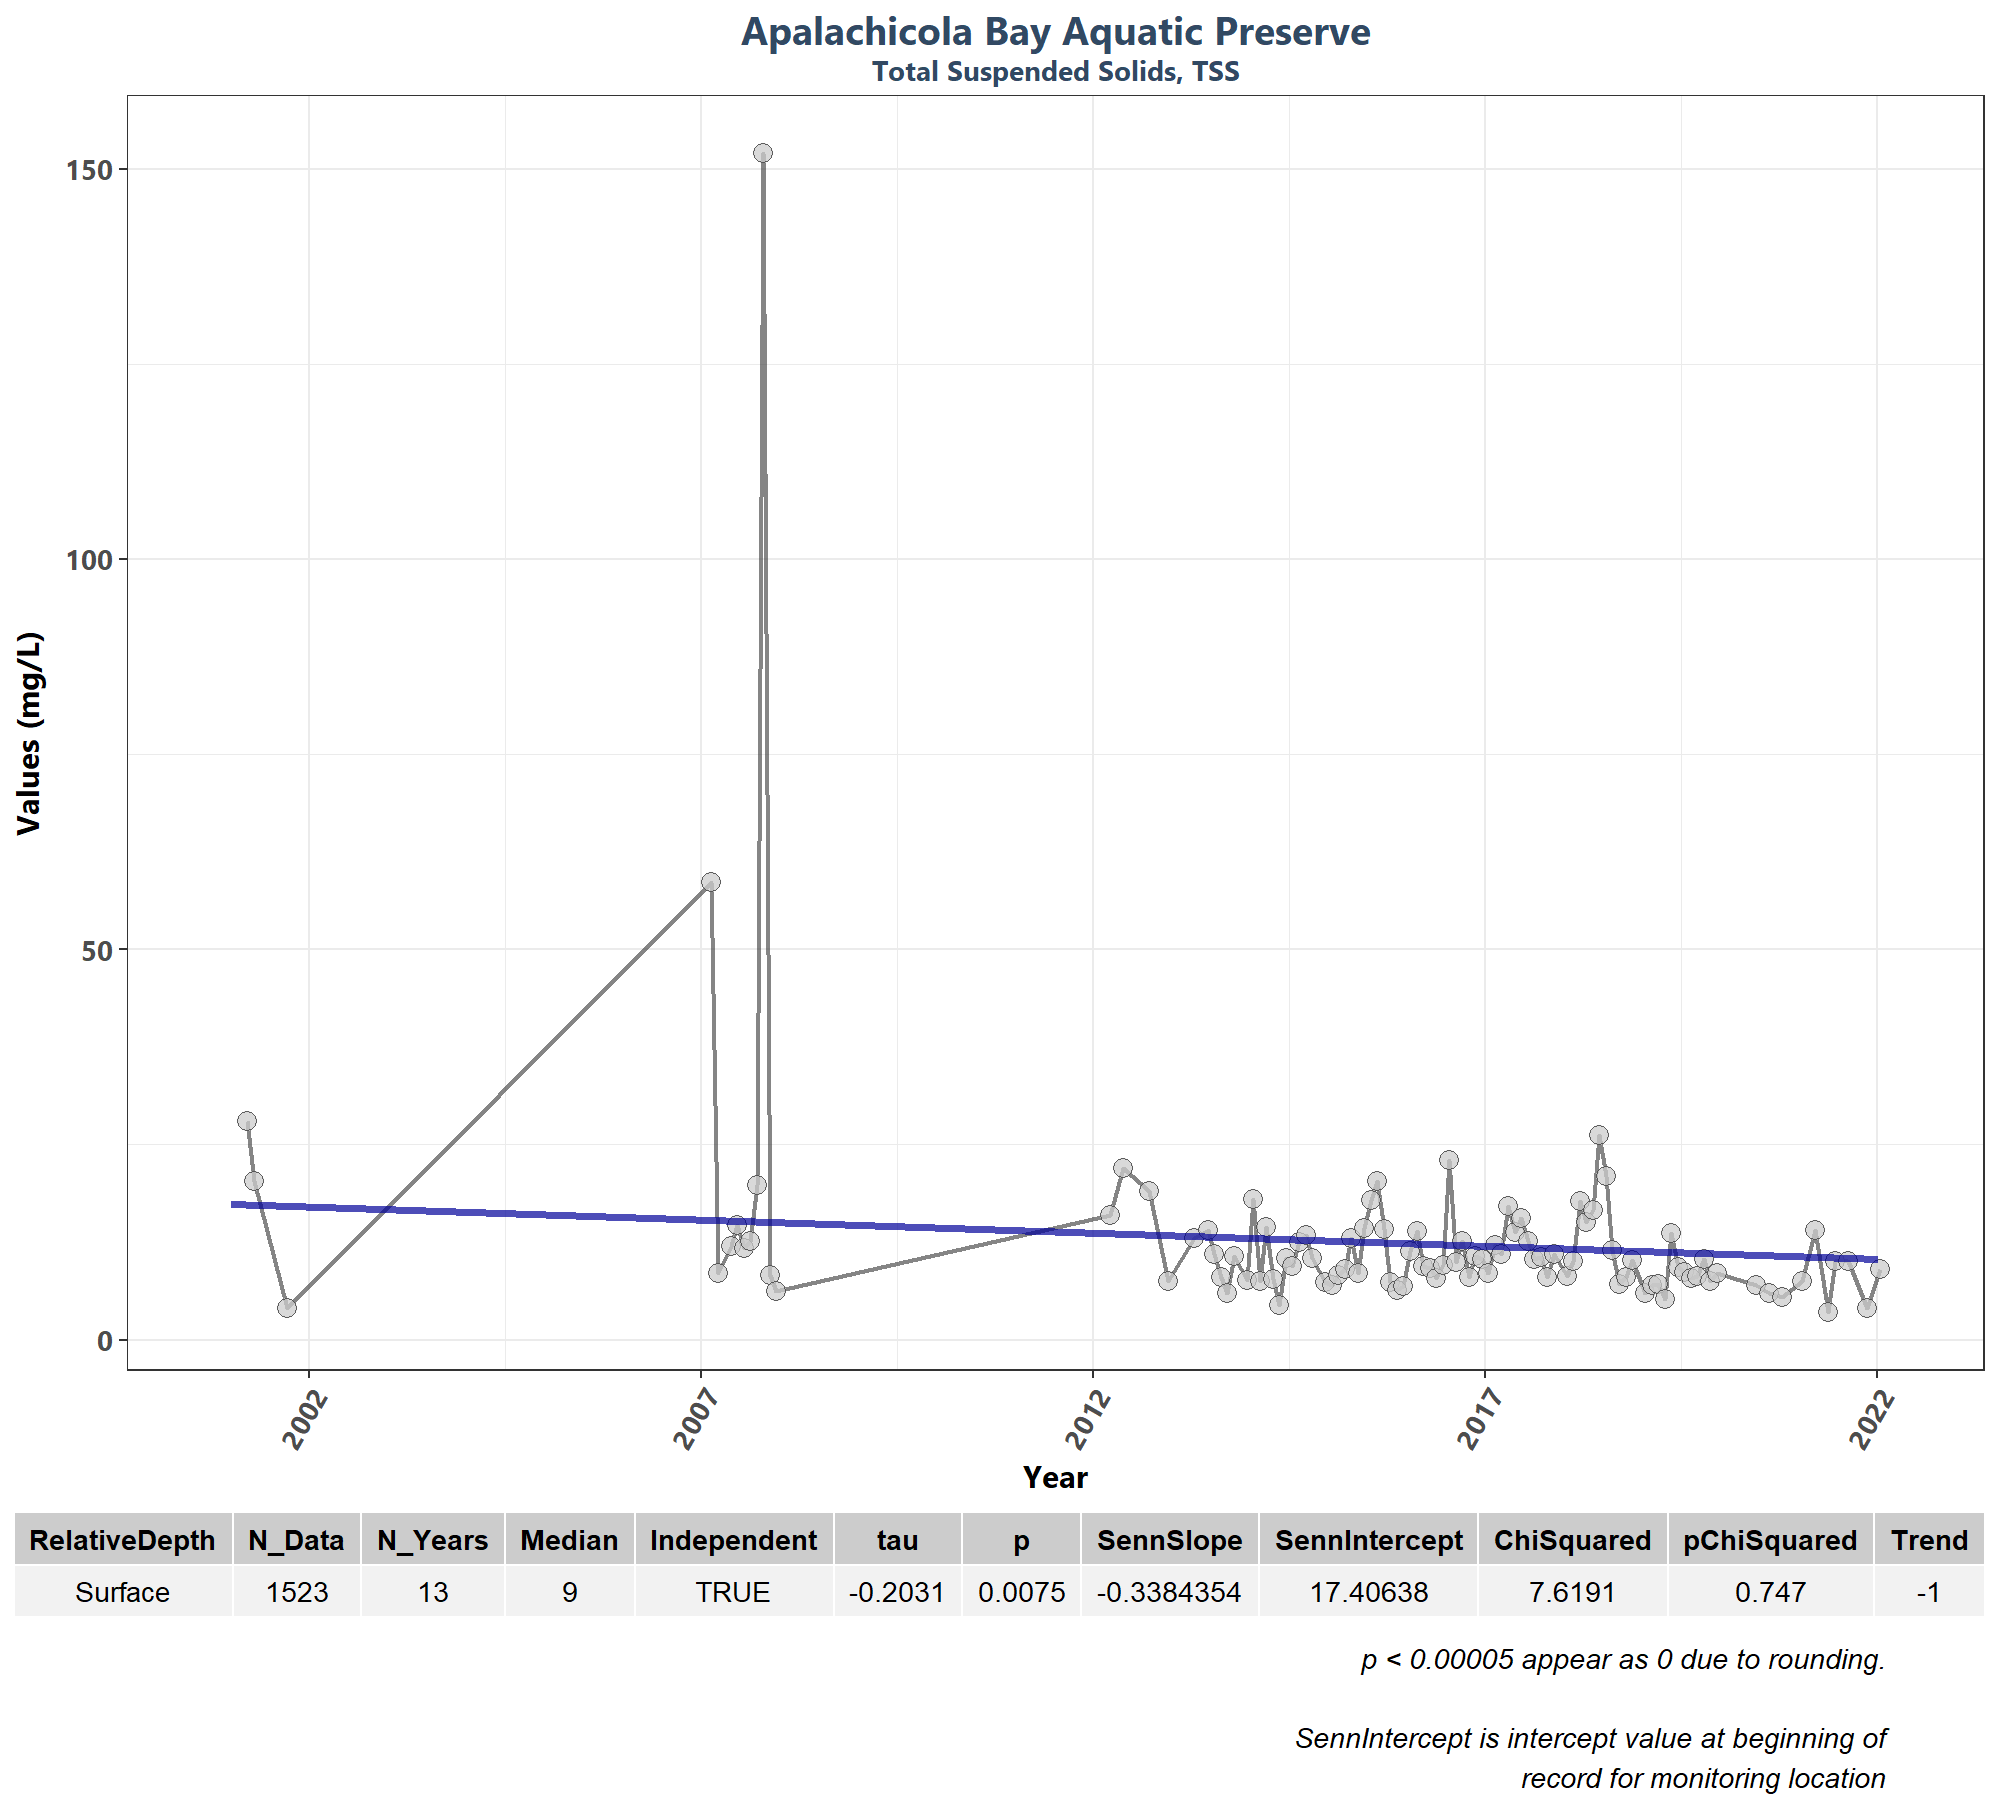 Apalachicola Bay Aquatic Preserve
Total Suspended Solids, TSS
Values (mg/L)
150
100
50
0
2002 2007 2012 2017 2022
Year
RelativeDepth N_Data N_Years Median Independent tau p SennSlope SennIntercept ChiSquared pChiSquared Trend
Surface 1523 13 9 TRUE -0.2031 0.0075 -0.3384354 17.40638 7.6191 0.747 -1
p < 0.00005 appear as 0 due to rounding.
SennIntercept is intercept value at beginning of
record for monitoring location